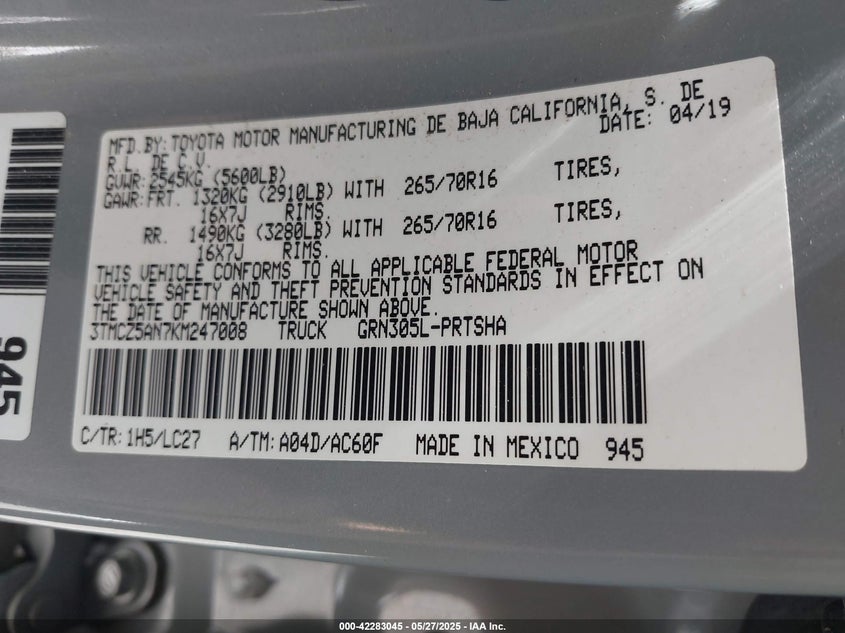 MFD.BY:TOYOTA MOTOR MANUFACTURING DE BAJA CALIFORNIA, S. DE
R.L. DE C.V. DATE: 04/19
GVWR:2545KG (5600LB)
GAWR:FRT. 1320KG (2910LB) WITH 265/70R16 TIRES,
16X7J RIMS.
RR. 1490KG (3280LB) WITH 265/70R16 TIRES,
16X7J RIMS.
THIS VEHICLE CONFORMS TO ALL APPLICABLE FEDERAL MOTOR
VEHICLE SAFETY AND THEFT PREVENTION STANDARDS IN EFFECT ON
THE DATE OF MANUFACTURE SHOWN ABOVE.
3TMCZ5AN7KM247008 TRUCK GRN305L-PRTSHA
C/TR:1H5/LC27 A/TM:A04D/AC60F MADE IN MEXICO 945
945
000-42283045 - 05/27/2025 - IAA Inc.